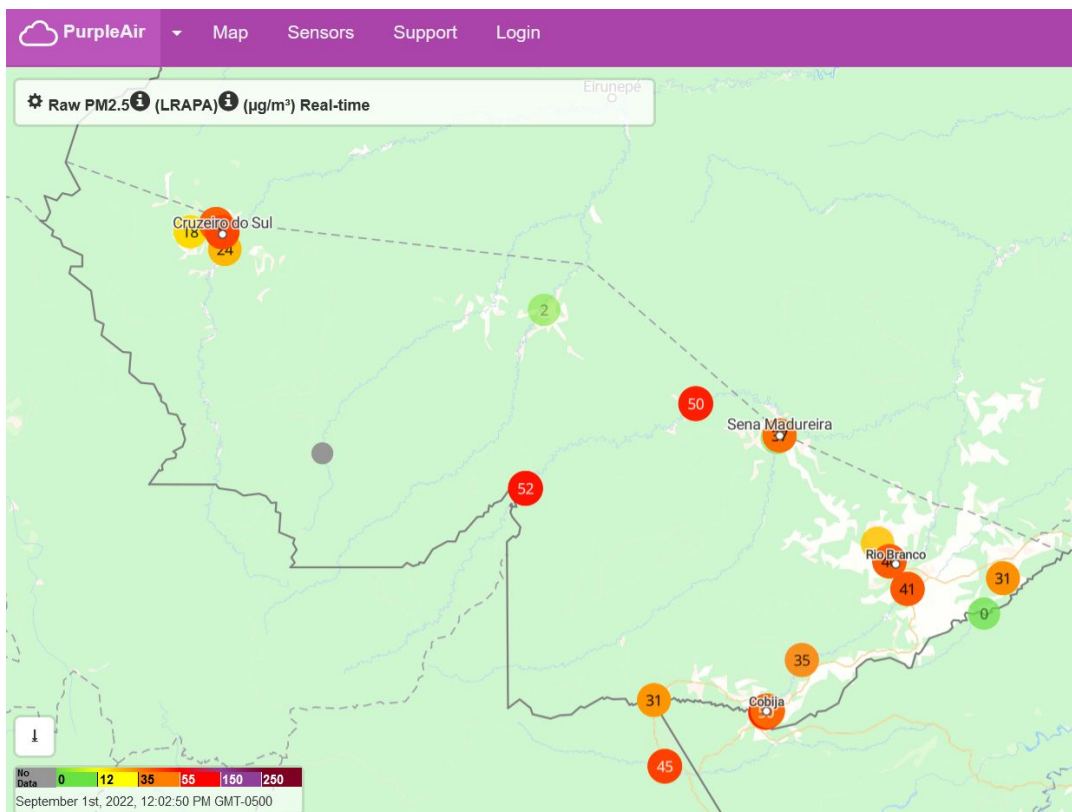 PurpleAir Map Sensors Support Login
Raw PM2.5 (LRAPA) (µg/m³) Real-time
Eirunepé
Cruzeiro do Sul
18
24
2
50
Sena Madureira
37
52
Rio Branco
41
31
0
35
31
Cobija
45
No Data 0 12 35 55 150 250
September 1st, 2022, 12:02:50 PM GMT-0500